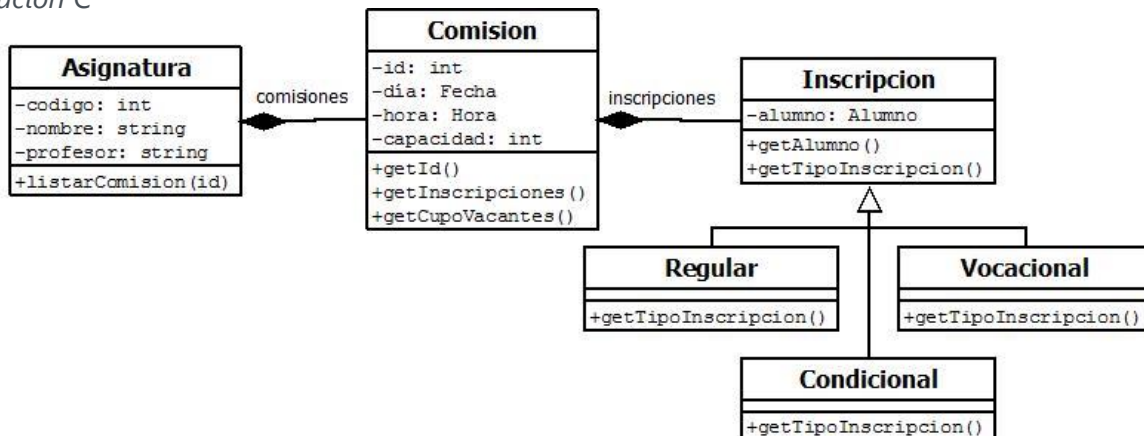 C
Asignatura
-codigo: int
-nombre: string
-profesor: string
+listarComision(id)
comisiones
Comision
-id: int
-día: Fecha
-hora: Hora
-capacidad: int
+getId()
+getInscripciones()
+getCupoVacantes()
inscripciones
Inscripcion
-alumno: Alumno
+getAlumno()
+getTipoInscripcion()
Regular
+getTipoInscripcion()
Vocacional
+getTipoInscripcion()
Condicional
+getTipoInscripcion()